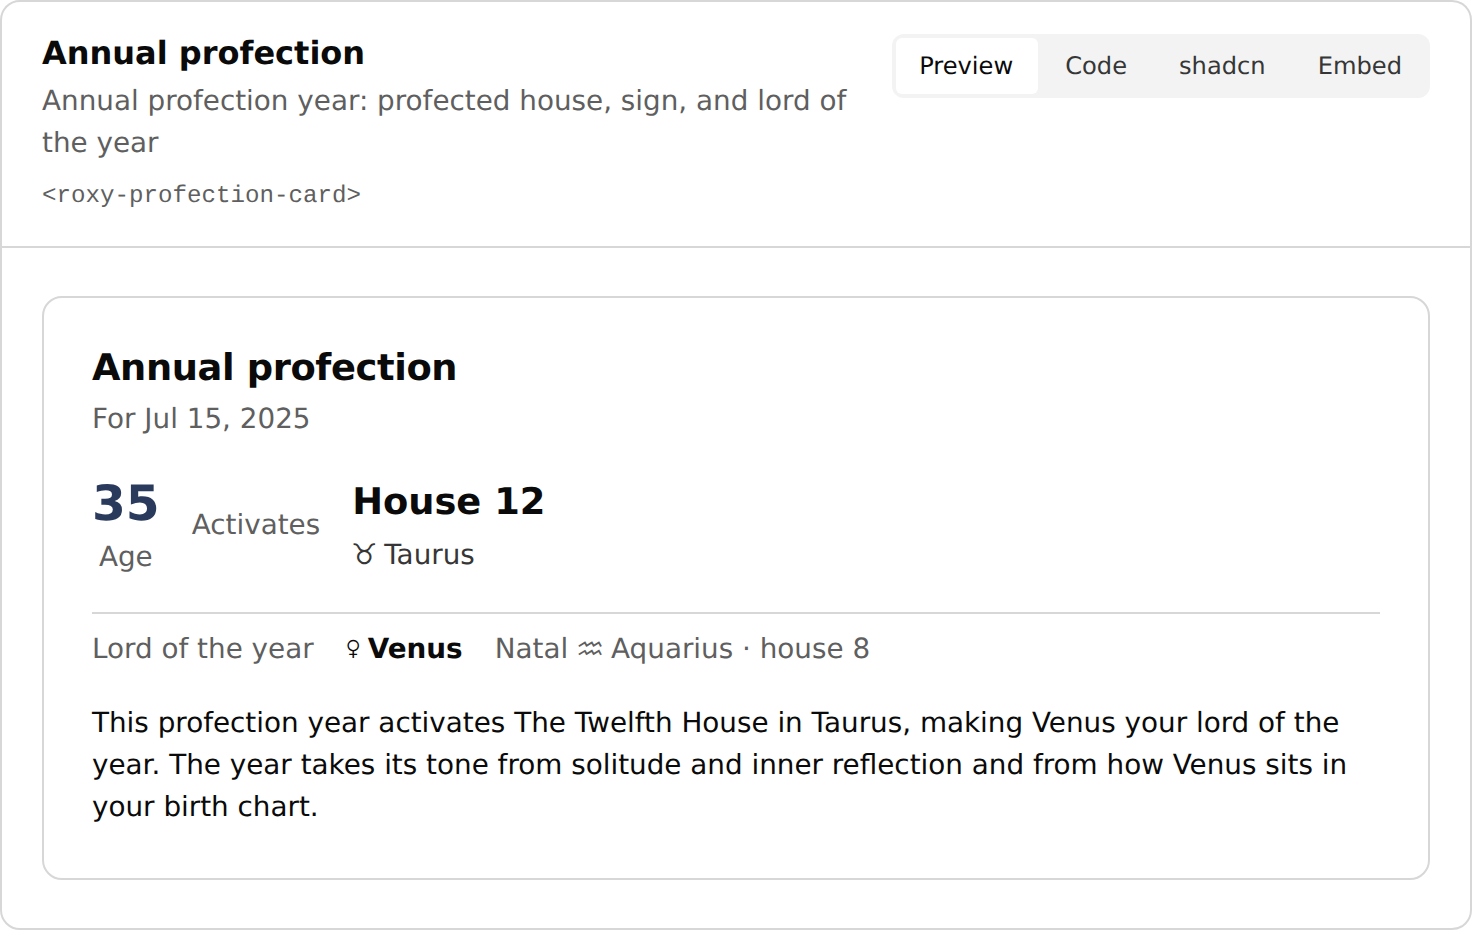 Annual profection
Annual profection year: profected house, sign, and lord of
the year
<roxy-profection-card>
Preview
Code
shadcn
Embed
Annual profection
For Jul 15, 2025
35
Age
Activates
House 12
♉ Taurus
Lord of the year ♀ Venus Natal ♒ Aquarius · house 8
This profection year activates The Twelfth House in Taurus, making Venus your lord of the
year. The year takes its tone from solitude and inner reflection and from how Venus sits in
your birth chart.